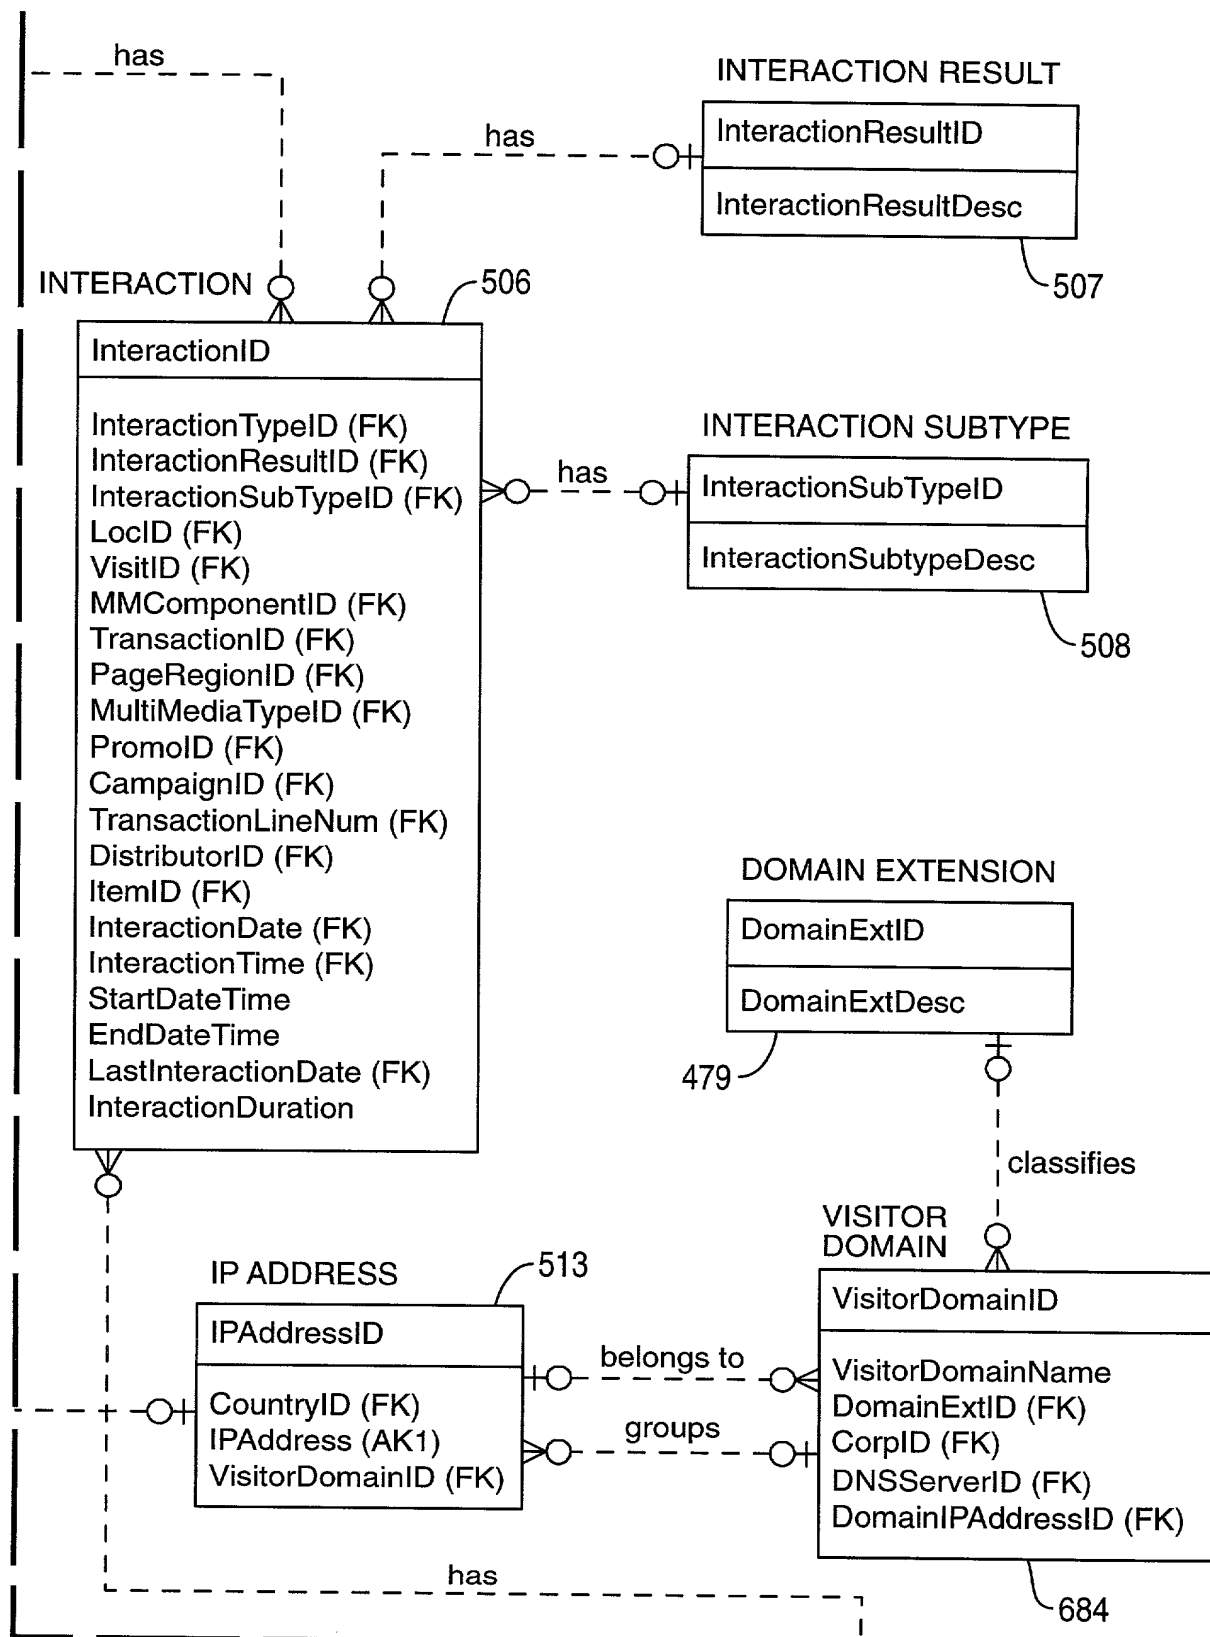 has
INTERACTION RESULT
InteractionResultID
InteractionResultDesc
507
has
INTERACTION
506
InteractionID
InteractionTypeID (FK)
InteractionResultID (FK)
InteractionSubTypeID (FK)
LocID (FK)
VisitID (FK)
MMComponentID (FK)
TransactionID (FK)
PageRegionID (FK)
MultiMediaTypeID (FK)
PromoID (FK)
CampaignID (FK)
TransactionLineNum (FK)
DistributorID (FK)
ItemID (FK)
InteractionDate (FK)
InteractionTime (FK)
StartDateTime
EndDateTime
LastInteractionDate (FK)
InteractionDuration
has
INTERACTION SUBTYPE
InteractionSubTypeID
InteractionSubtypeDesc
508
DOMAIN EXTENSION
DomainExtID
DomainExtDesc
479
classifies
VISITOR
DOMAIN
VisitorDomainID
VisitorDomainName
DomainExtID (FK)
CorpID (FK)
DNSServerID (FK)
DomainIPAddressID (FK)
684
IP ADDRESS
513
IPAddressID
CountryID (FK)
IPAddress (AK1)
VisitorDomainID (FK)
belongs to
groups
has